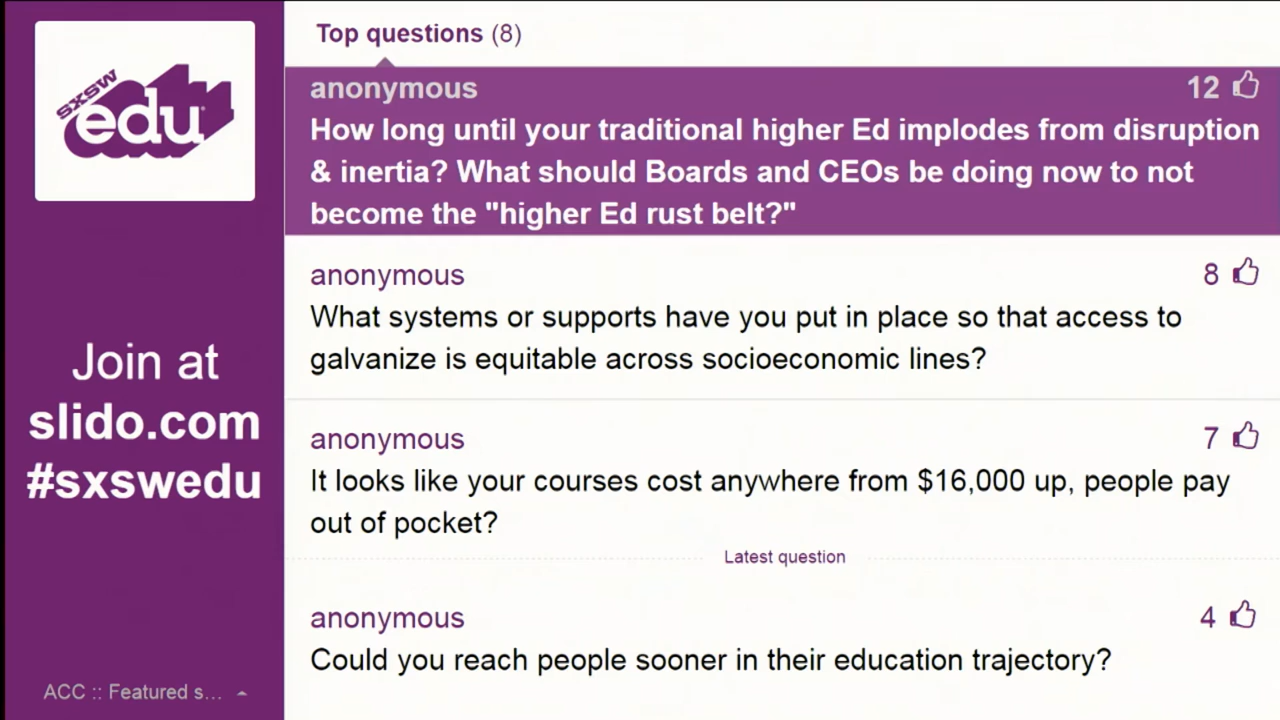 sxsw
edu
Join at
slido.com
#sxswedu
ACC :: Featured s...
Top questions (8)
anonymous 12
How long until your traditional higher Ed implodes from disruption
& inertia? What should Boards and CEOs be doing now to not
become the "higher Ed rust belt?"
anonymous 8
What systems or supports have you put in place so that access to
galvanize is equitable across socioeconomic lines?
anonymous 7
It looks like your courses cost anywhere from $16,000 up, people pay
out of pocket?
Latest question
anonymous 4
Could you reach people sooner in their education trajectory?